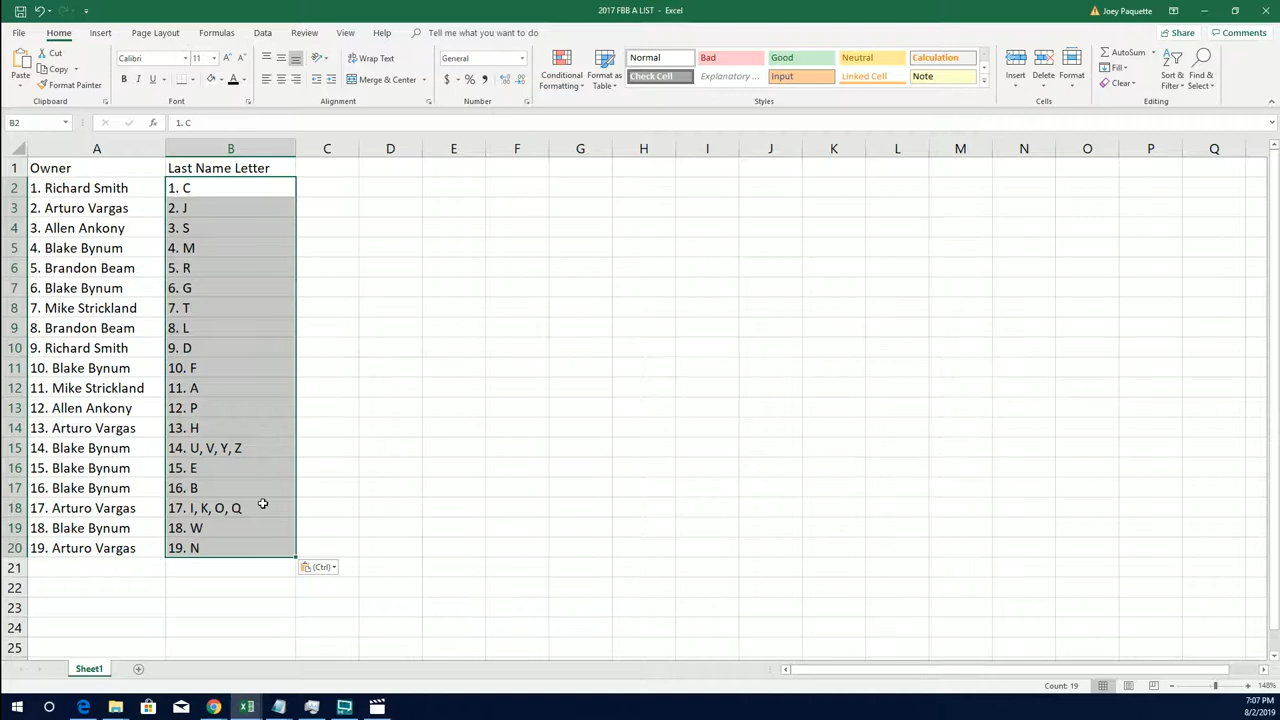 2017 FBB A LIST - Excel
Joey Paquette
File Home Insert Page Layout Formulas Data Review View Help Tell me what you want to do
Share Comments
Paste
Cut
Copy
Format Painter
Clipboard
Calibri 11
B I U
Font
Wrap Text
Merge & Center
Alignment
General
$ % ,
Number
Conditional Formatting
Format as Table
Normal Bad Good Neutral Calculation
Check Cell Explanatory ... Input Linked Cell Note
Styles
Insert Delete Format
Cells
AutoSum
Fill
Clear
Sort & Filter
Find & Select
Editing
B2 fx 1. C
A B C D E F G H I J K L M N O P Q
1 Owner Last Name Letter
2 1. Richard Smith 1. C
3 2. Arturo Vargas 2. J
4 3. Allen Ankony 3. S
5 4. Blake Bynum 4. M
6 5. Brandon Beam 5. R
7 6. Blake Bynum 6. G
8 7. Mike Strickland 7. T
9 8. Brandon Beam 8. L
10 9. Richard Smith 9. D
11 10. Blake Bynum 10. F
12 11. Mike Strickland 11. A
13 12. Allen Ankony 12. P
14 13. Arturo Vargas 13. H
15 14. Blake Bynum 14. U, V, Y, Z
16 15. Blake Bynum 15. E
17 16. Blake Bynum 16. B
18 17. Arturo Vargas 17. I, K, O, Q
19 18. Blake Bynum 18. W
20 19. Arturo Vargas 19. N
21 (Ctrl)
22
23
24
25
Sheet1
Count: 19 148%
7:07 PM
8/2/2019